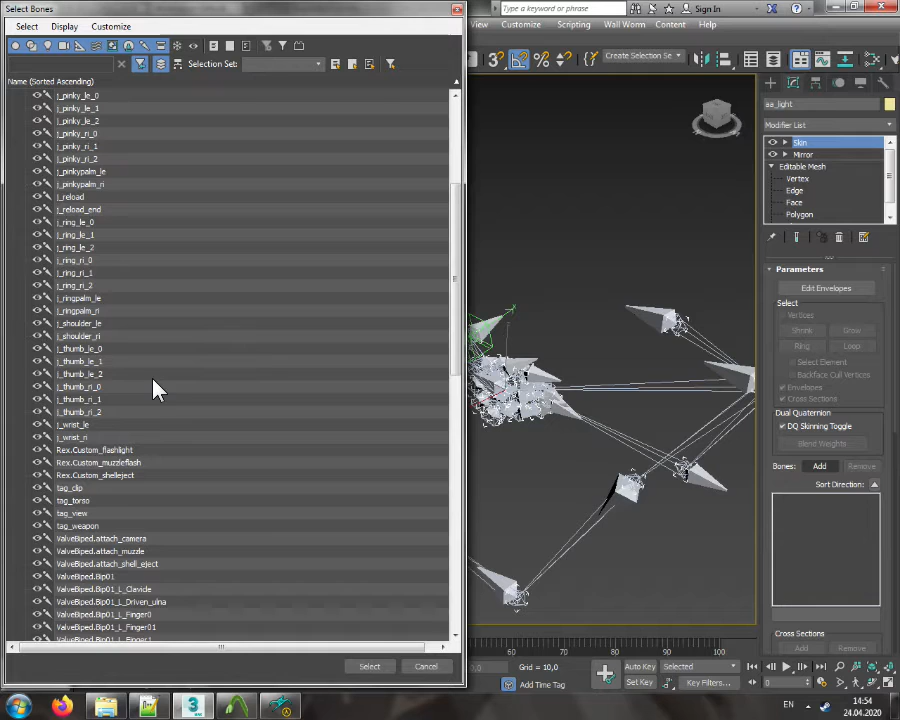 Select Bones
Select Display Customize
Selection Set:
Name (Sorted Ascending)
j_pinky_le_0
j_pinky_le_1
j_pinky_le_2
j_pinky_ri_0
j_pinky_ri_1
j_pinky_ri_2
j_pinkypalm_le
j_pinkypalm_ri
j_reload
j_reload_end
j_ring_le_0
j_ring_le_1
j_ring_le_2
j_ring_ri_0
j_ring_ri_1
j_ring_ri_2
j_ringpalm_le
j_ringpalm_ri
j_shoulder_le
j_shoulder_ri
j_thumb_le_0
j_thumb_le_1
j_thumb_le_2
j_thumb_ri_0
j_thumb_ri_1
j_thumb_ri_2
j_wrist_le
j_wrist_ri
Rex.Custom_flashlight
Rex.Custom_muzzleflash
Rex.Custom_shelleject
tag_clip
tag_torso
tag_view
tag_weapon
ValveBiped.attach_camera
ValveBiped.attach_muzzle
ValveBiped.attach_shell_eject
ValveBiped.Bip01
ValveBiped.Bip01_L_Clavicle
ValveBiped.Bip01_L_Driven_ulna
ValveBiped.Bip01_L_Finger0
ValveBiped.Bip01_L_Finger01
ValveBiped.Bip01_L_Finger1
Select Cancel
Type a keyword or phrase
Sign In
Customize Scripting Wall Worm Content Help
Create Selection Se
aa_light
Modifier List
Skin
Mirror
Editable Mesh
Vertex
Edge
Face
Polygon
Parameters
Edit Envelopes
Select
Vertices
Shrink Grow
Ring Loop
Select Element
Backface Cull Vertices
Envelopes
Cross Sections
Dual Quaternion
DQ Skinning Toggle
Blend Weights
Bones: Add Remove
Sort Direction:
Cross Sections
Add Remove
60 70 80 90 100
Grid = 10,0
Add Time Tag
Auto Key Selected
Set Key Key Filters...
0
EN 14:54
24.04.2020